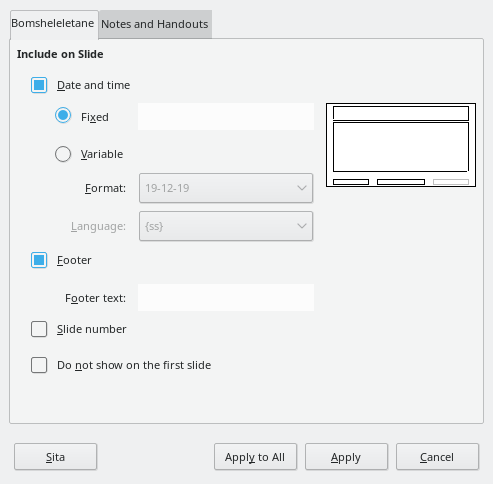 Bomsheleletane Notes and Handouts
Include on Slide
Date and time
Fixed
Variable
Format: 19-12-19
Language: {ss}
Footer
Footer text:
Slide number
Do not show on the first slide
Sita Apply to All Apply Cancel